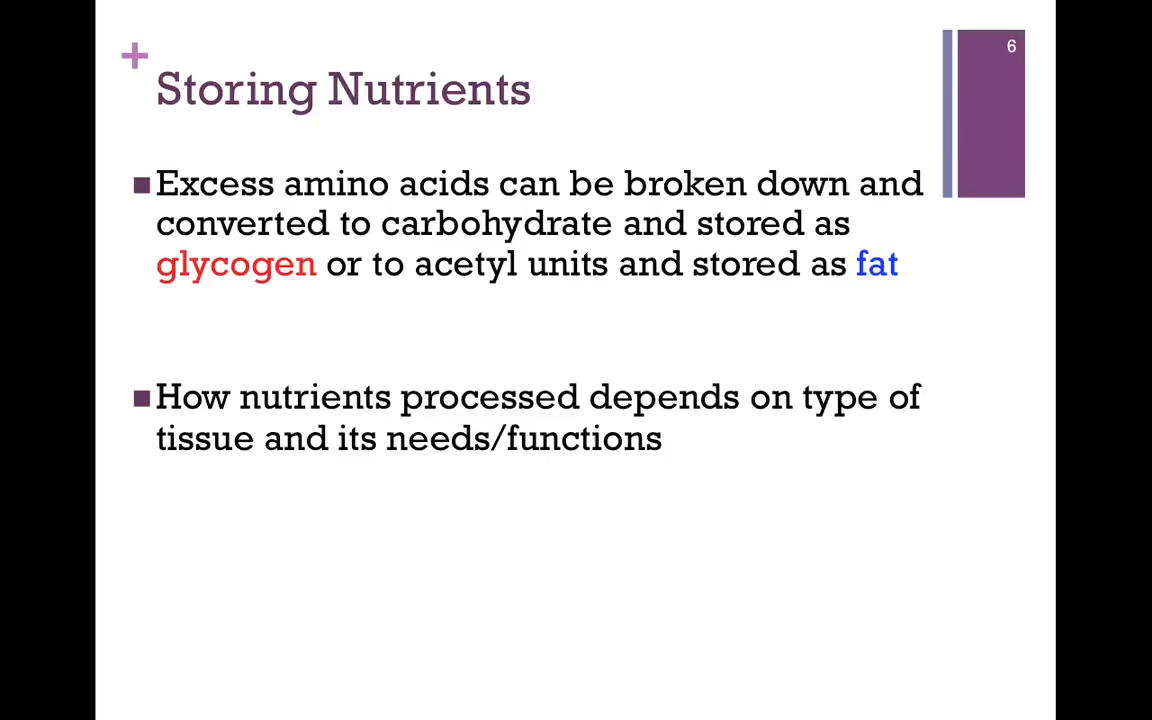 6
+
Storing Nutrients
■Excess amino acids can be broken down and
converted to carbohydrate and stored as
glycogen or to acetyl units and stored as fat
■How nutrients processed depends on type of
tissue and its needs/functions